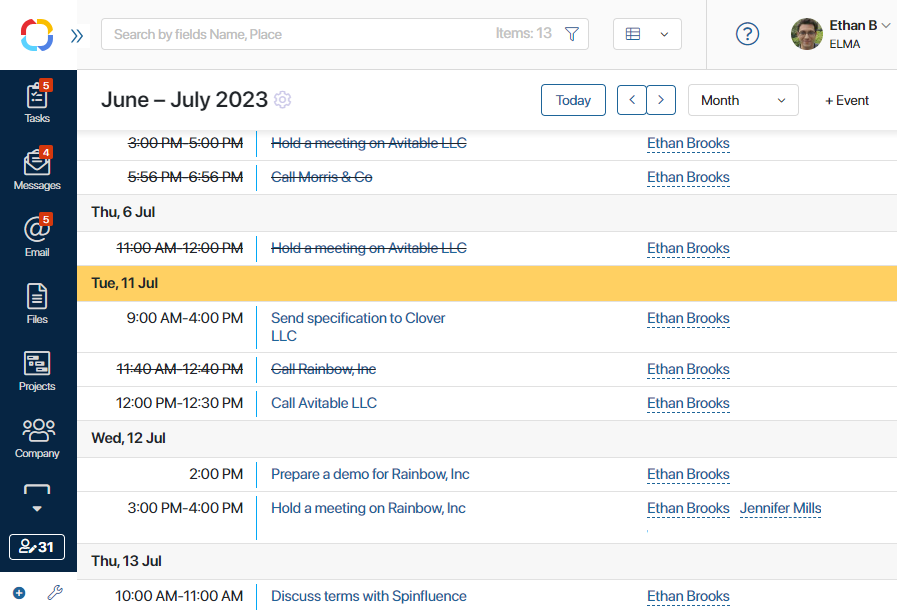 Search by fields Name, Place
Items: 13
?
Ethan B
ELMA
5
Tasks
4
Messages
5
Email
Files
Projects
Company
31
June – July 2023
Today
Month
+ Event
3:00 PM-5:00 PM Hold a meeting on Avitable LLC Ethan Brooks
5:56 PM-6:56 PM Call Morris & Co Ethan Brooks
Thu, 6 Jul
11:00 AM-12:00 PM Hold a meeting on Avitable LLC Ethan Brooks
Tue, 11 Jul
9:00 AM-4:00 PM Send specification to Clover Ethan Brooks
LLC
11:40 AM-12:40 PM Call Rainbow, Inc Ethan Brooks
12:00 PM-12:30 PM Call Avitable LLC Ethan Brooks
Wed, 12 Jul
2:00 PM Prepare a demo for Rainbow, Inc Ethan Brooks
3:00 PM-4:00 PM Hold a meeting on Rainbow, Inc Ethan Brooks Jennifer Mills
Thu, 13 Jul
10:00 AM-11:00 AM Discuss terms with Spinfluence Ethan Brooks